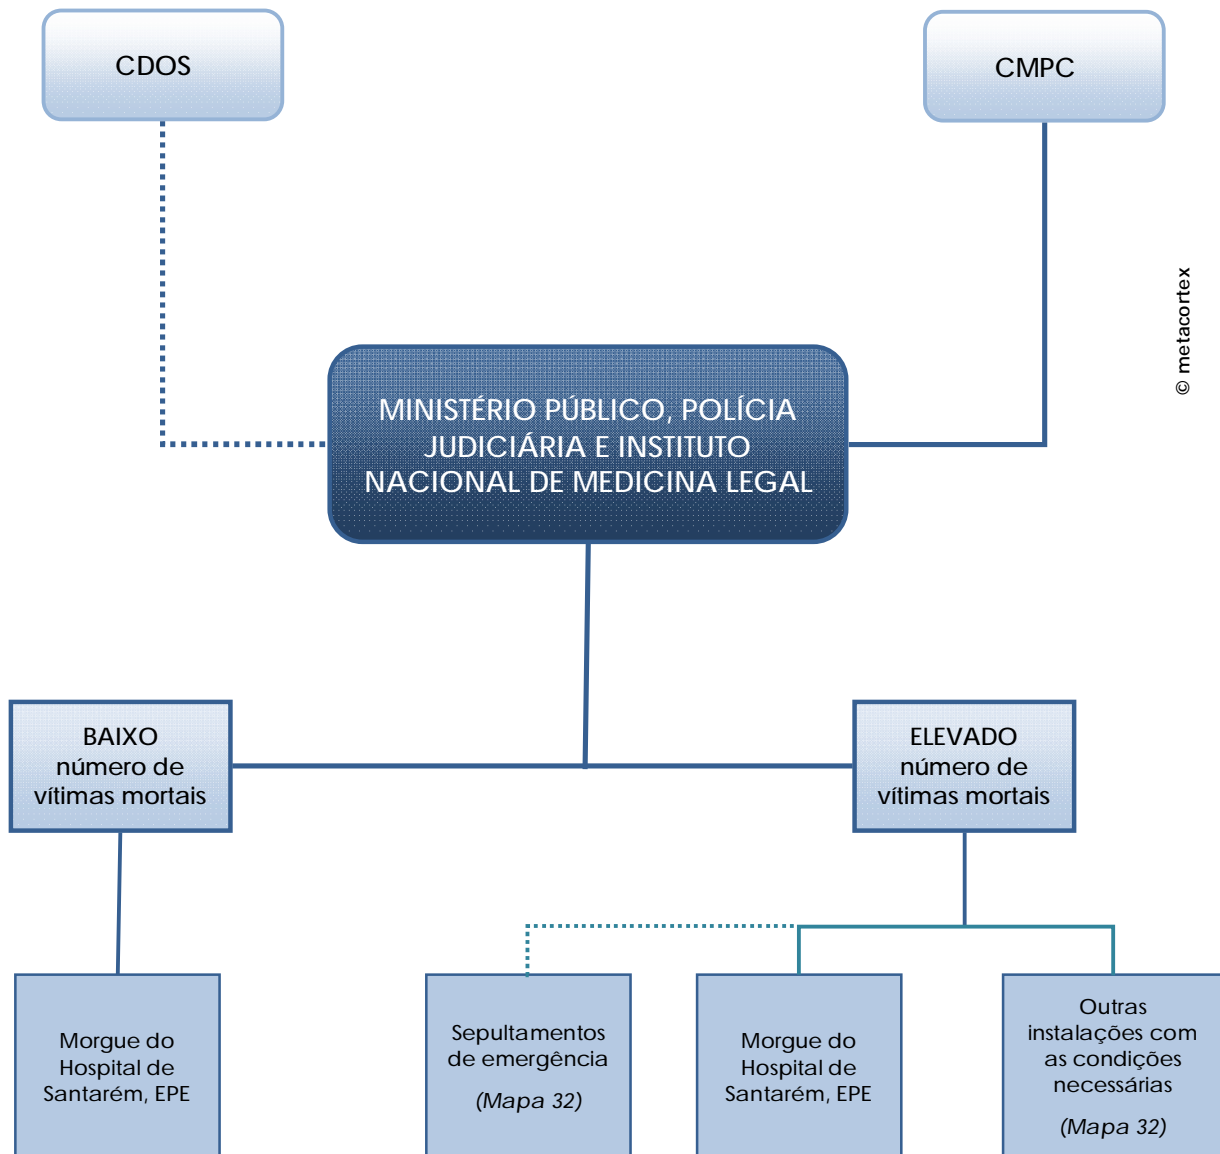 CDOS
CMPC
© metacortex
MINISTÉRIO PÚBLICO, POLÍCIA
JUDICIÁRIA E INSTITUTO
NACIONAL DE MEDICINA LEGAL
BAIXO
número de
vítimas mortais
ELEVADO
número de
vítimas mortais
Morgue do
Hospital de
Santarém, EPE
Sepultamentos
de emergência
(Mapa 32)
Morgue do
Hospital de
Santarém, EPE
Outras
instalações com
as condições
necessárias
(Mapa 32)